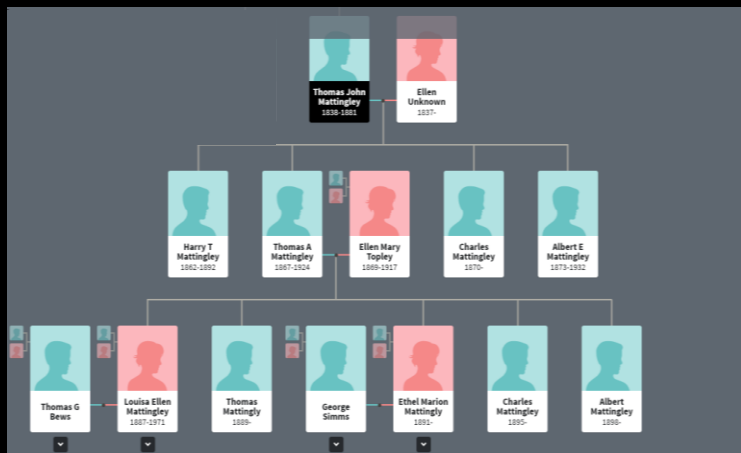 Thomas John
Mattingley
1838-1881
Ellen
Unknown
1837-
Harry T
Mattingley
1862-1892
Thomas A
Mattingley
1867-1924
Ellen Mary
Topley
1869-1917
Charles
Mattingley
1870-
Albert E
Mattingley
1873-1932
Thomas G
Bews
Louisa Ellen
Mattingley
1887-1971
Thomas
Mattingly
1889-
George
Simms
Ethel Marion
Mattingley
1891-
Charles
Mattingley
1895-
Albert
Mattingley
1898-